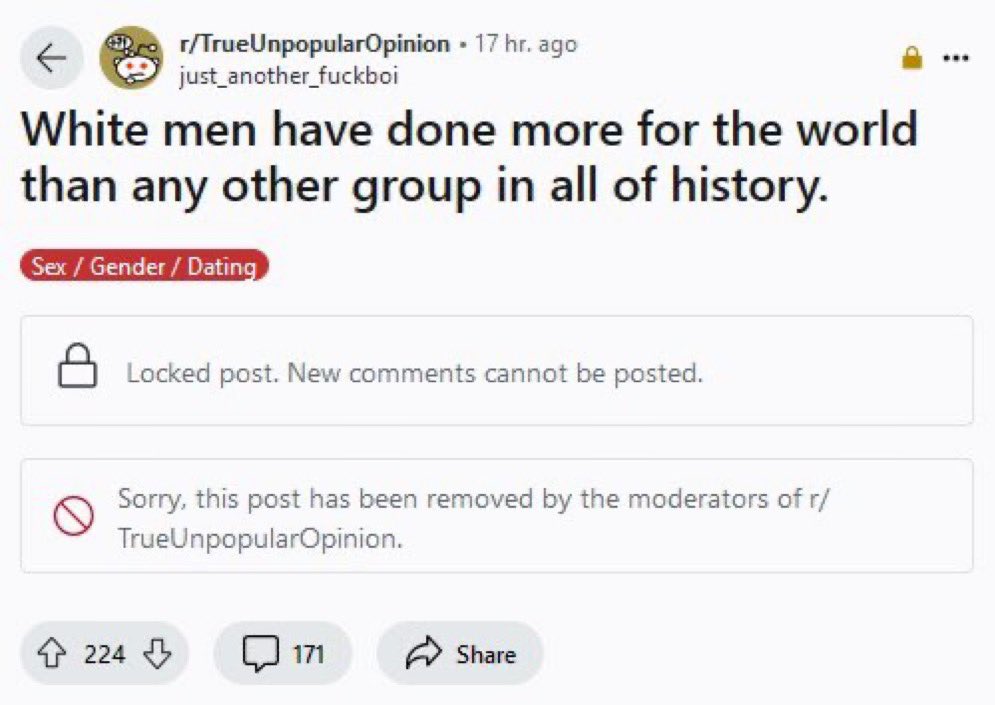 r/TrueUnpopularOpinion • 17 hr. ago
just_another_fuckboi
White men have done more for the world
than any other group in all of history.
Sex / Gender / Dating
Locked post. New comments cannot be posted.
Sorry, this post has been removed by the moderators of r/
TrueUnpopularOpinion.
224 171 Share